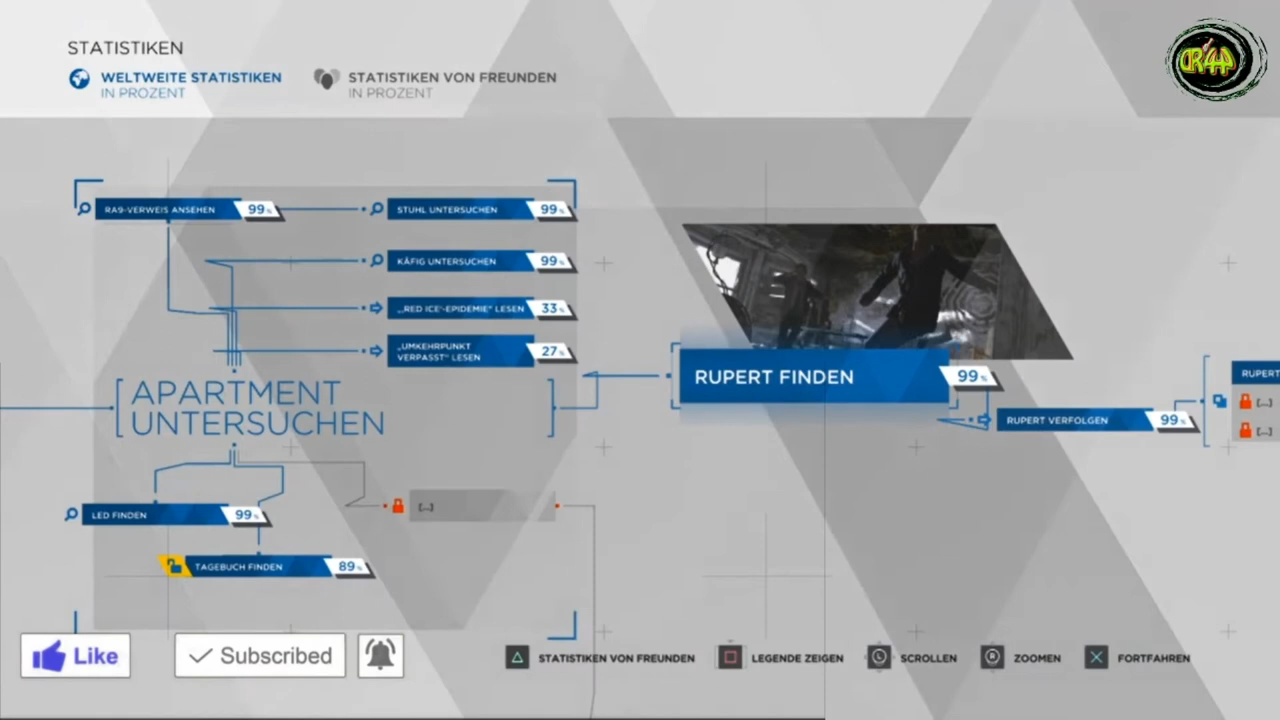 STATISTIKEN
WELTWEITE STATISTIKEN
IN PROZENT
STATISTIKEN VON FREUNDEN
IN PROZENT
RA9-VERWEIS ANSEHEN 99%
STUHL UNTERSUCHEN 99%
KÄFIG UNTERSUCHEN 99%
„RED ICE"-EPIDEMIE" LESEN 33%
„UMKEHRPUNKT
VERPASST" LESEN 27%
APARTMENT
UNTERSUCHEN
RUPERT FINDEN 99%
RUPERT VERFOLGEN 99%
RUPERT
[...]
[...]
LED FINDEN 99%
[...]
TAGEBUCH FINDEN 89%
Like
Subscribed
STATISTIKEN VON FREUNDEN
LEGENDE ZEIGEN
SCROLLEN
ZOOMEN
FORTFAHREN